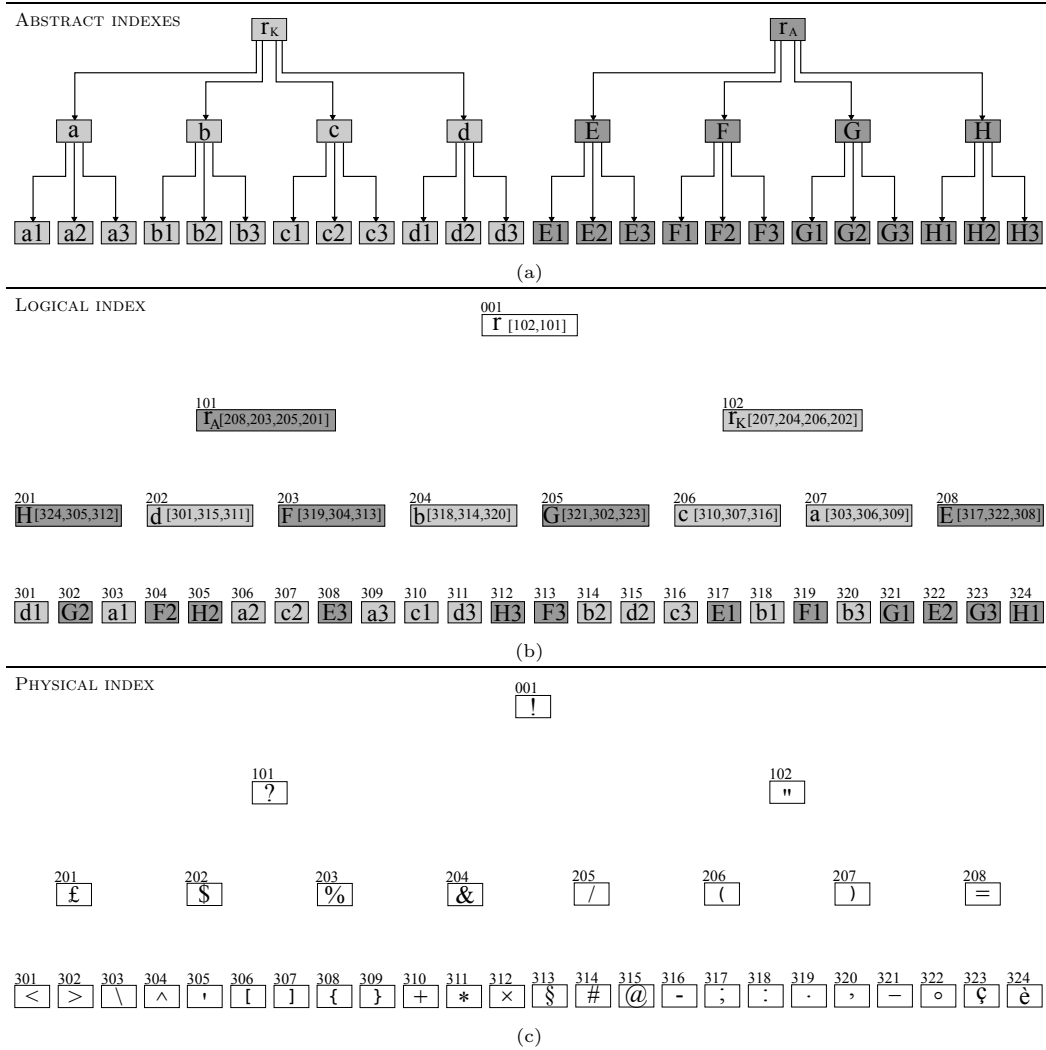 ABSTRACT INDEXES
rK rA
a b c d E F G H
a1 a2 a3 b1 b2 b3 c1 c2 c3 d1 d2 d3 E1 E2 E3 F1 F2 F3 G1 G2 G3 H1 H2 H3
(a)
LOGICAL INDEX
001
r [102,101]
101 102
rA[208,203,205,201] rK[207,204,206,202]
201 202 203 204 205 206 207 208
H[324,305,312] d [301,315,311] F [319,304,313] b[318,314,320] G[321,302,323] c [310,307,316] a [303,306,309] E [317,322,308]
301 302 303 304 305 306 307 308 309 310 311 312 313 314 315 316 317 318 319 320 321 322 323 324
d1 G2 a1 F2 H2 a2 c2 E3 a3 c1 d3 H3 F3 b2 d2 c3 E1 b1 F1 b3 G1 E2 G3 H1
(b)
PHYSICAL INDEX
001
!
101 102
? "
201 202 203 204 205 206 207 208
£ $ % & / ( ) =
301 302 303 304 305 306 307 308 309 310 311 312 313 314 315 316 317 318 319 320 321 322 323 324
< > \ ^ ' [ ] { } + * × § # @ - ; : · , – ° ç è
(c)